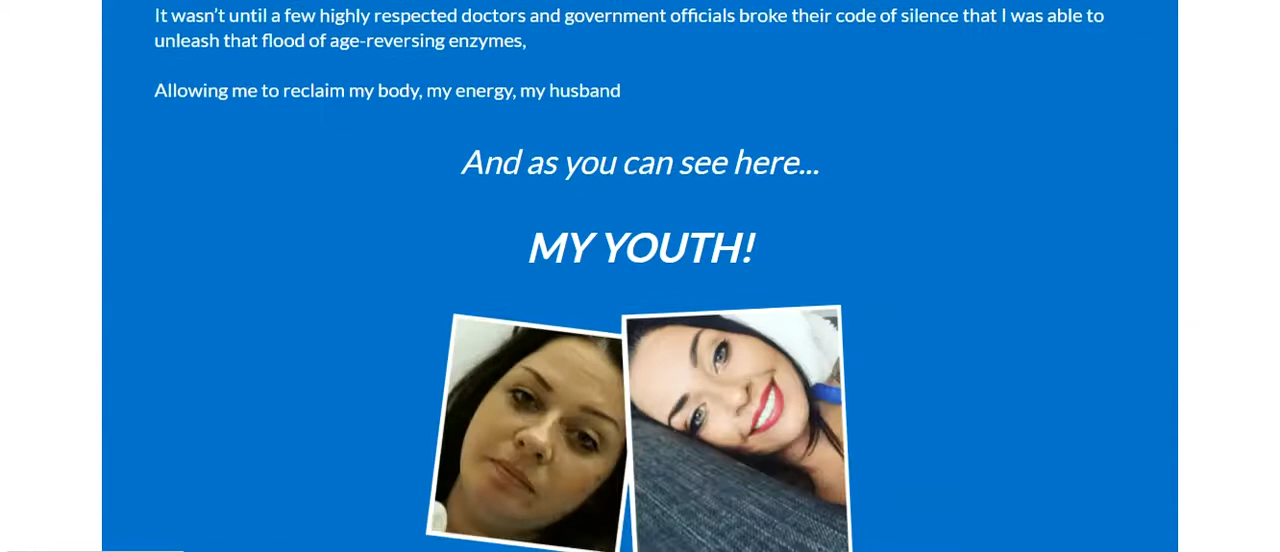 It wasn’t until a few highly respected doctors and government officials broke their code of silence that I was able to
unleash that flood of age-reversing enzymes,
Allowing me to reclaim my body, my energy, my husband
And as you can see here...
MY YOUTH!